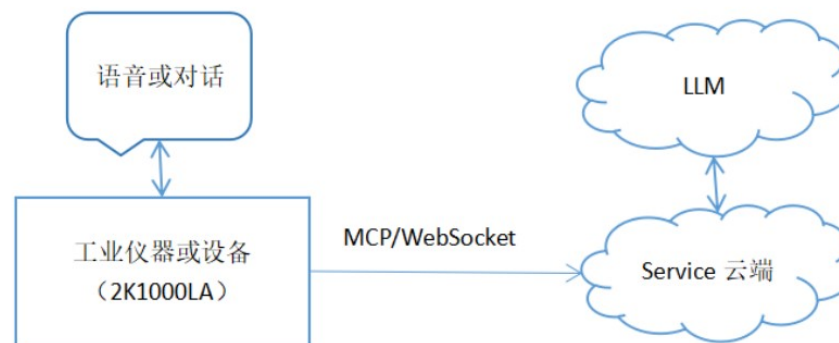 语音或对话
LLM
工业仪器或设备
（2K1000LA）
MCP/WebSocket
Service 云端